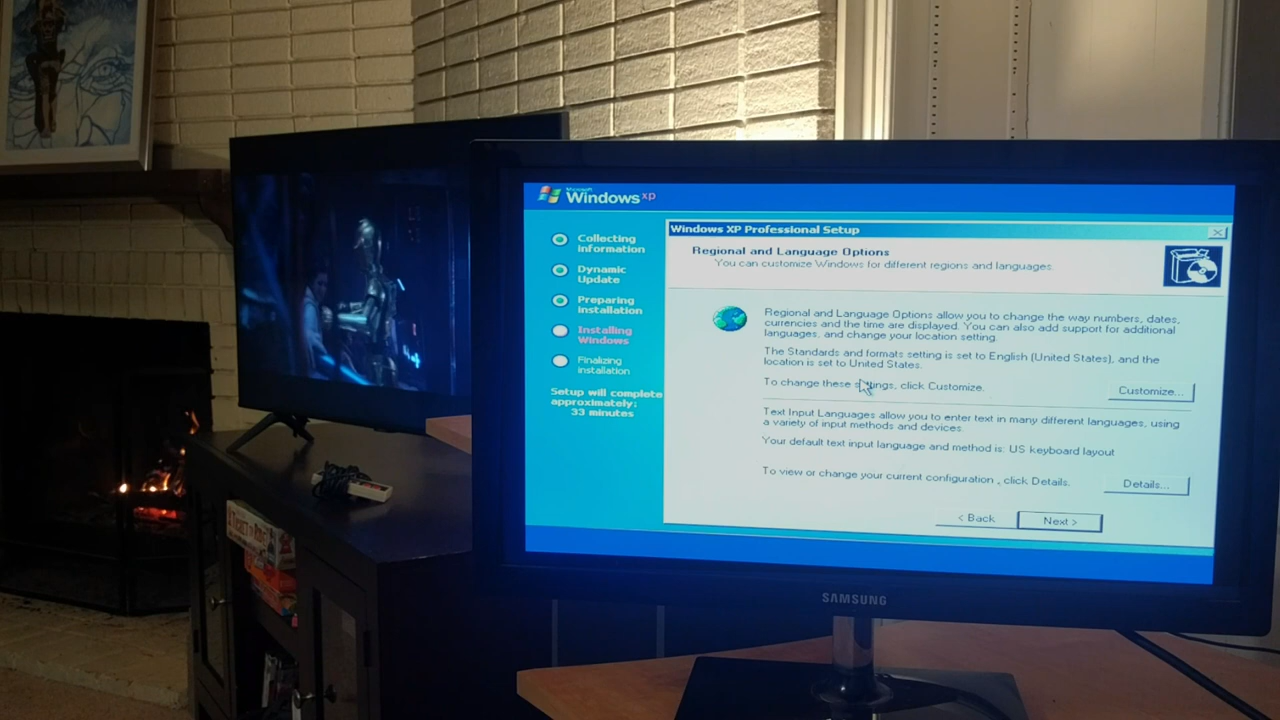 Microsoft
Windows xp
Collecting
information
Dynamic
Update
Preparing
installation
Installing
Windows
Finalizing
installation
Setup will complete
approximately:
33 minutes
Windows XP Professional Setup
Regional and Language Options
You can customize Windows for different regions and languages.
Regional and Language Options allow you to change the way numbers, dates,
currencies and the time are displayed. You can also add support for additional
languages, and change your location setting.
The Standards and formats setting is set to English (United States), and the
location is set to United States.
To change these settings, click Customize.
Customize...
Text Input Languages allow you to enter text in many different languages, using
a variety of input methods and devices.
Your default text input language and method is: US keyboard layout
To view or change your current configuration , click Details.
Details...
< Back
Next >
SAMSUNG
TICKET TO RIDE